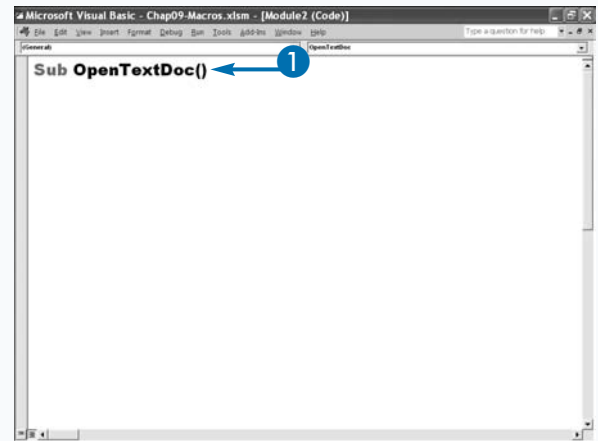 Microsoft Visual Basic - Chap09-Macros.xlsm - [Module2 (Code)]
File Edit View Insert Format Debug Run Tools Add-Ins Window Help Type a question for help
(General) OpenTextDoc
Sub OpenTextDoc() 1